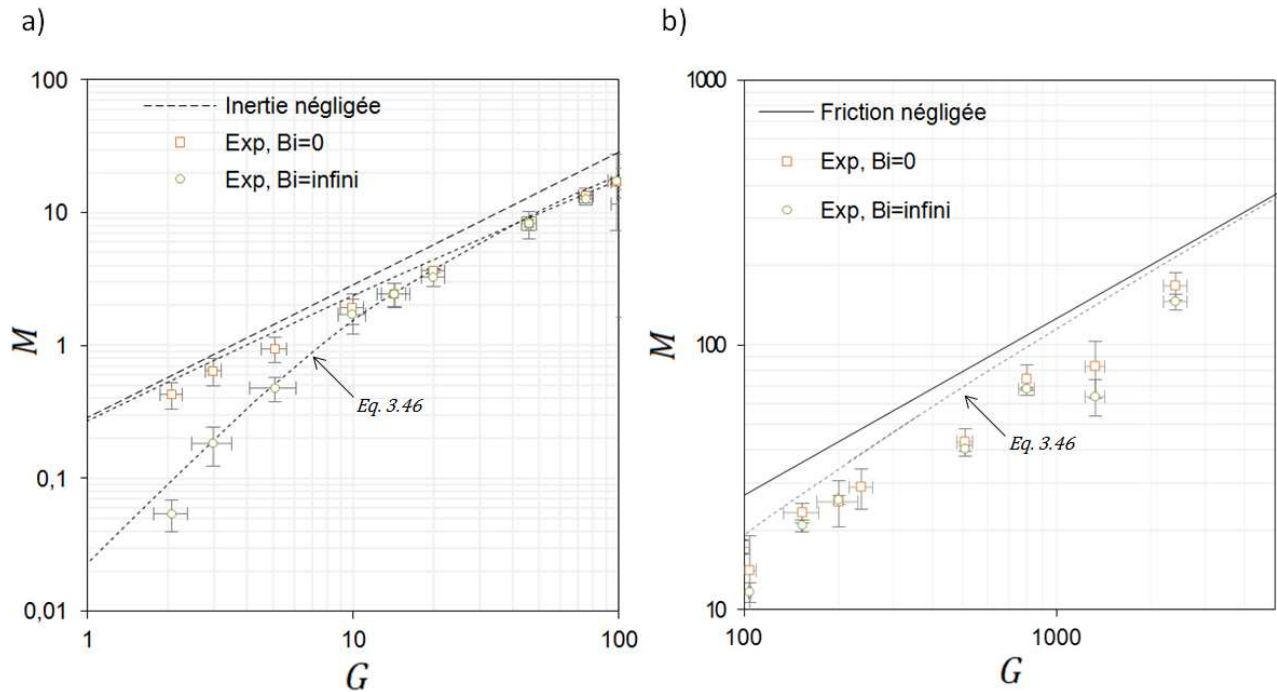 a)
100
10
1
0,1
0,01
M
Inertie négligée
Exp, Bi=0
Exp, Bi=infini
Eq. 3.46
1
10
100
G
b)
1000
100
10
M
Friction négligée
Exp, Bi=0
Exp, Bi=infini
Eq. 3.46
100
1000
G